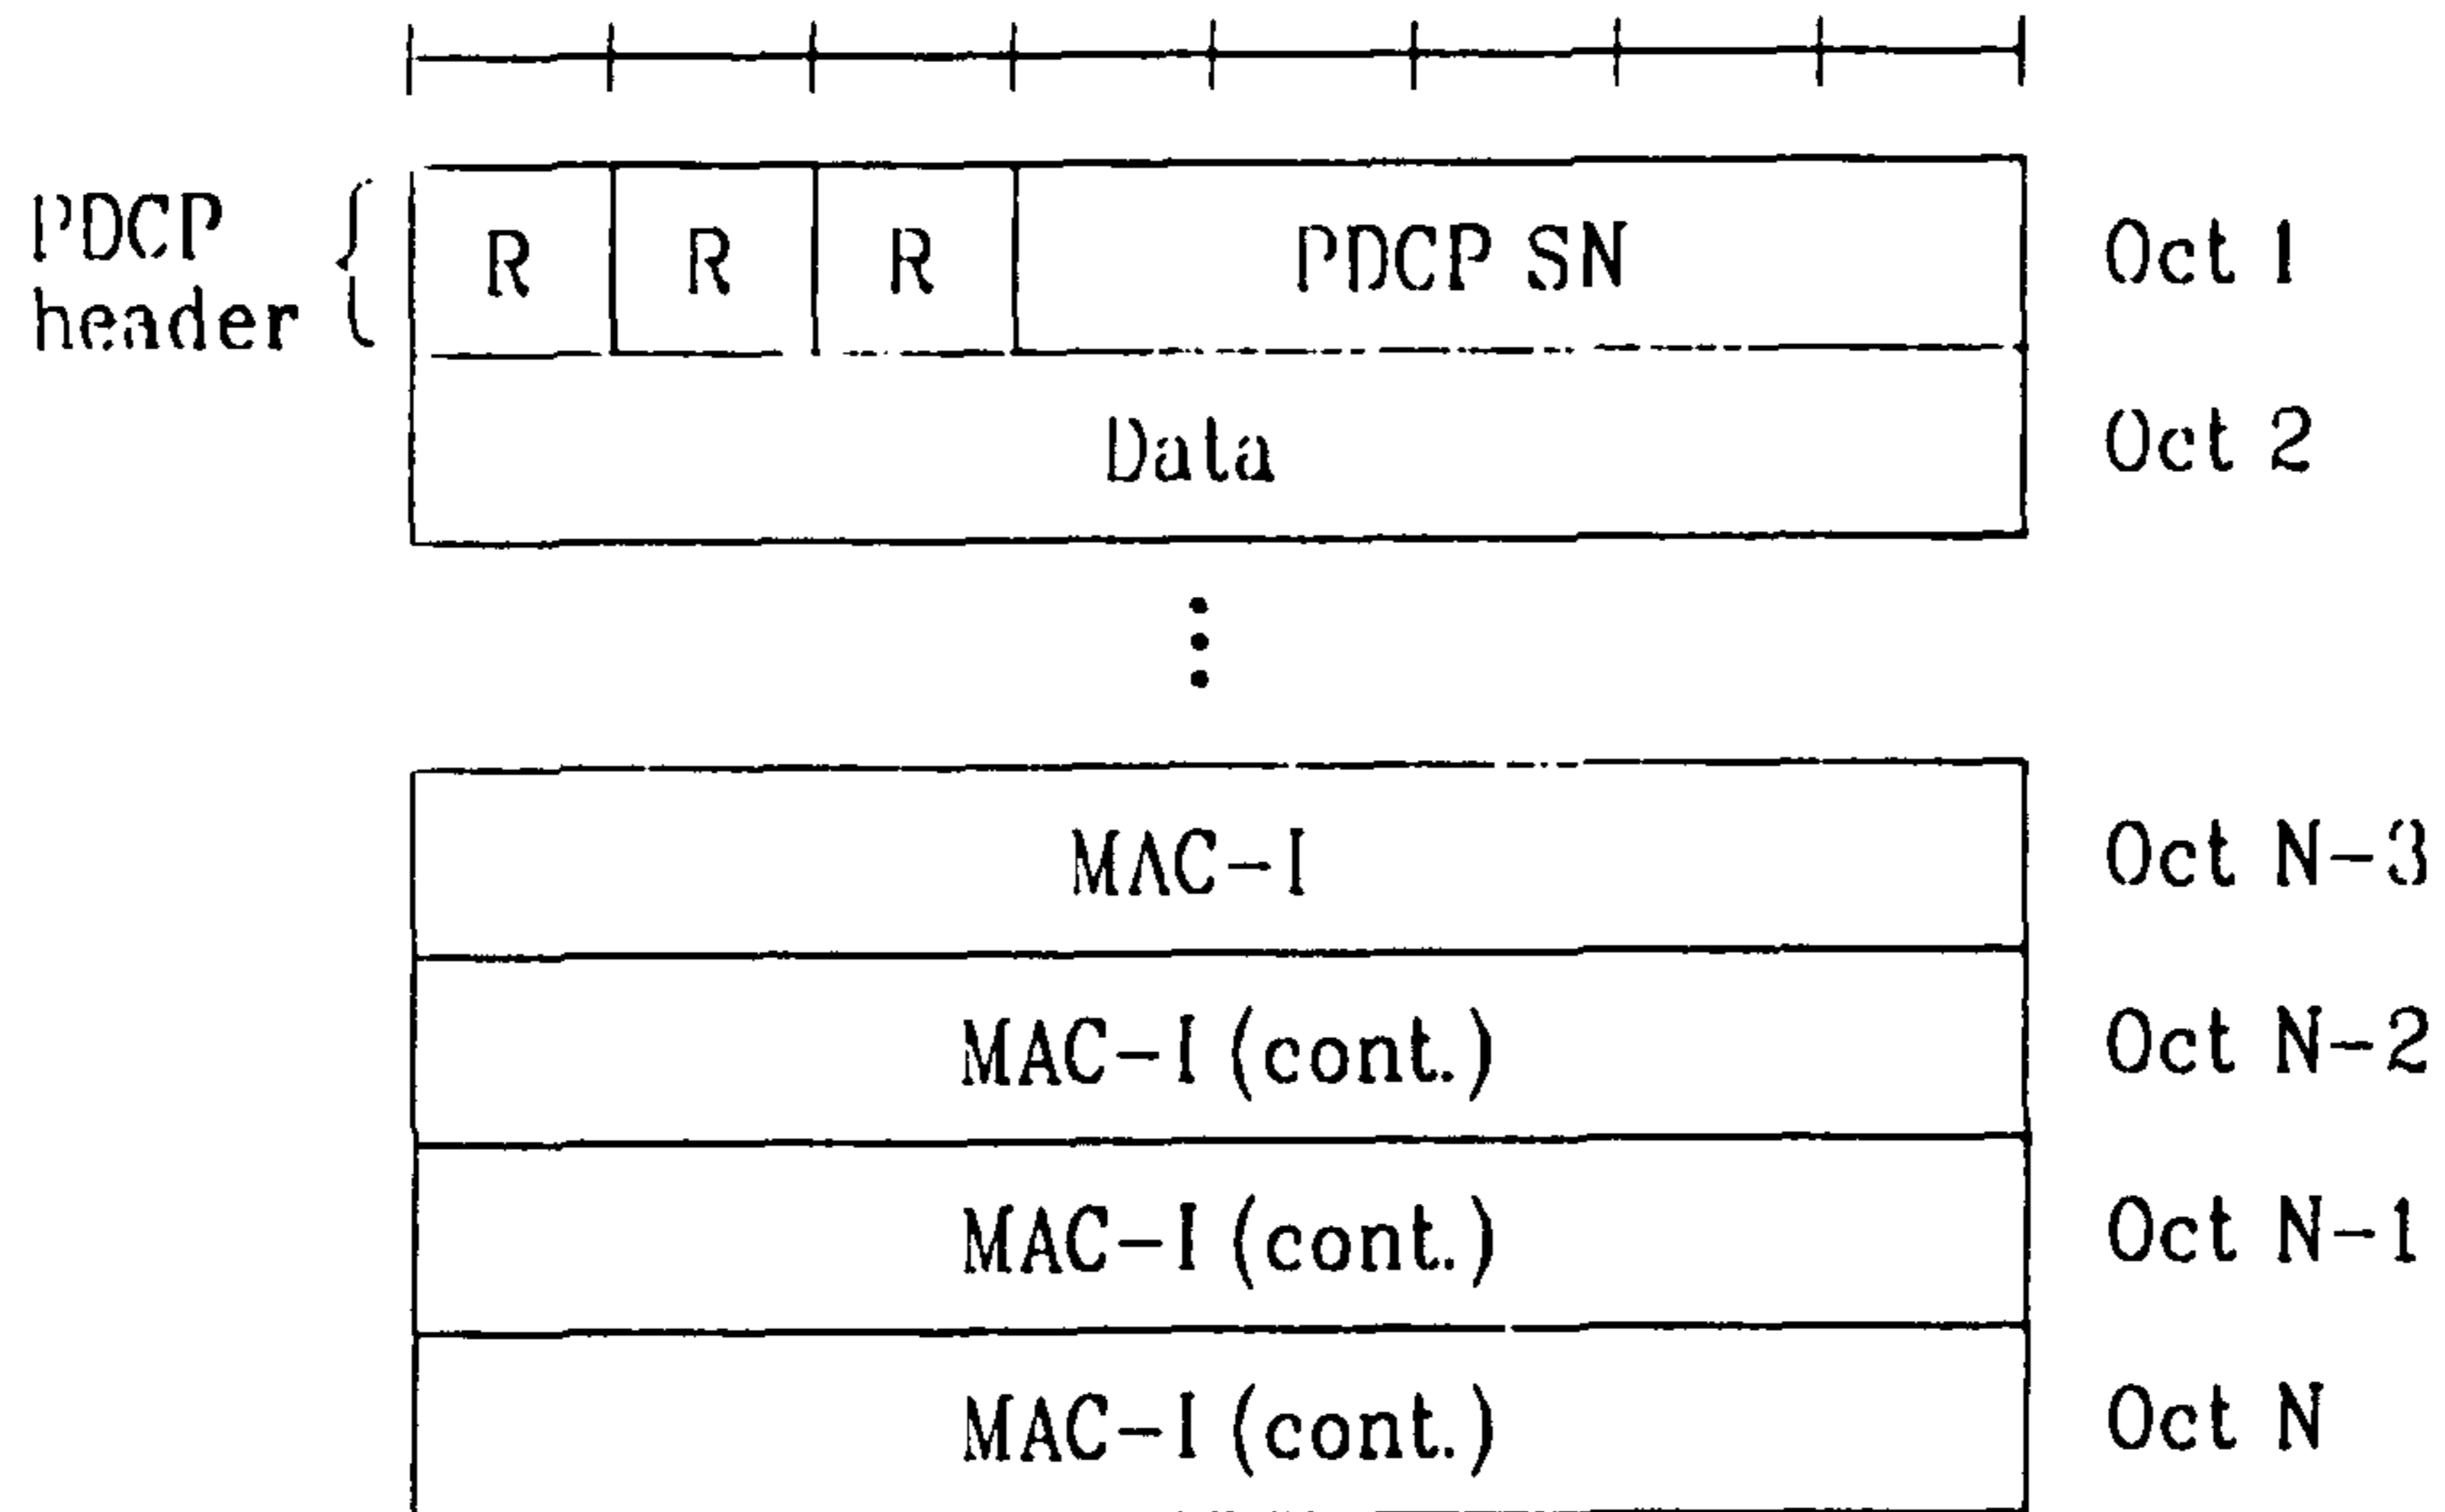 PDCP
header
R R R PDCP SN Oct 1
Data Oct 2
MAC-I Oct N-3
MAC-I (cont.) Oct N-2
MAC-I (cont.) Oct N-1
MAC-I (cont.) Oct N